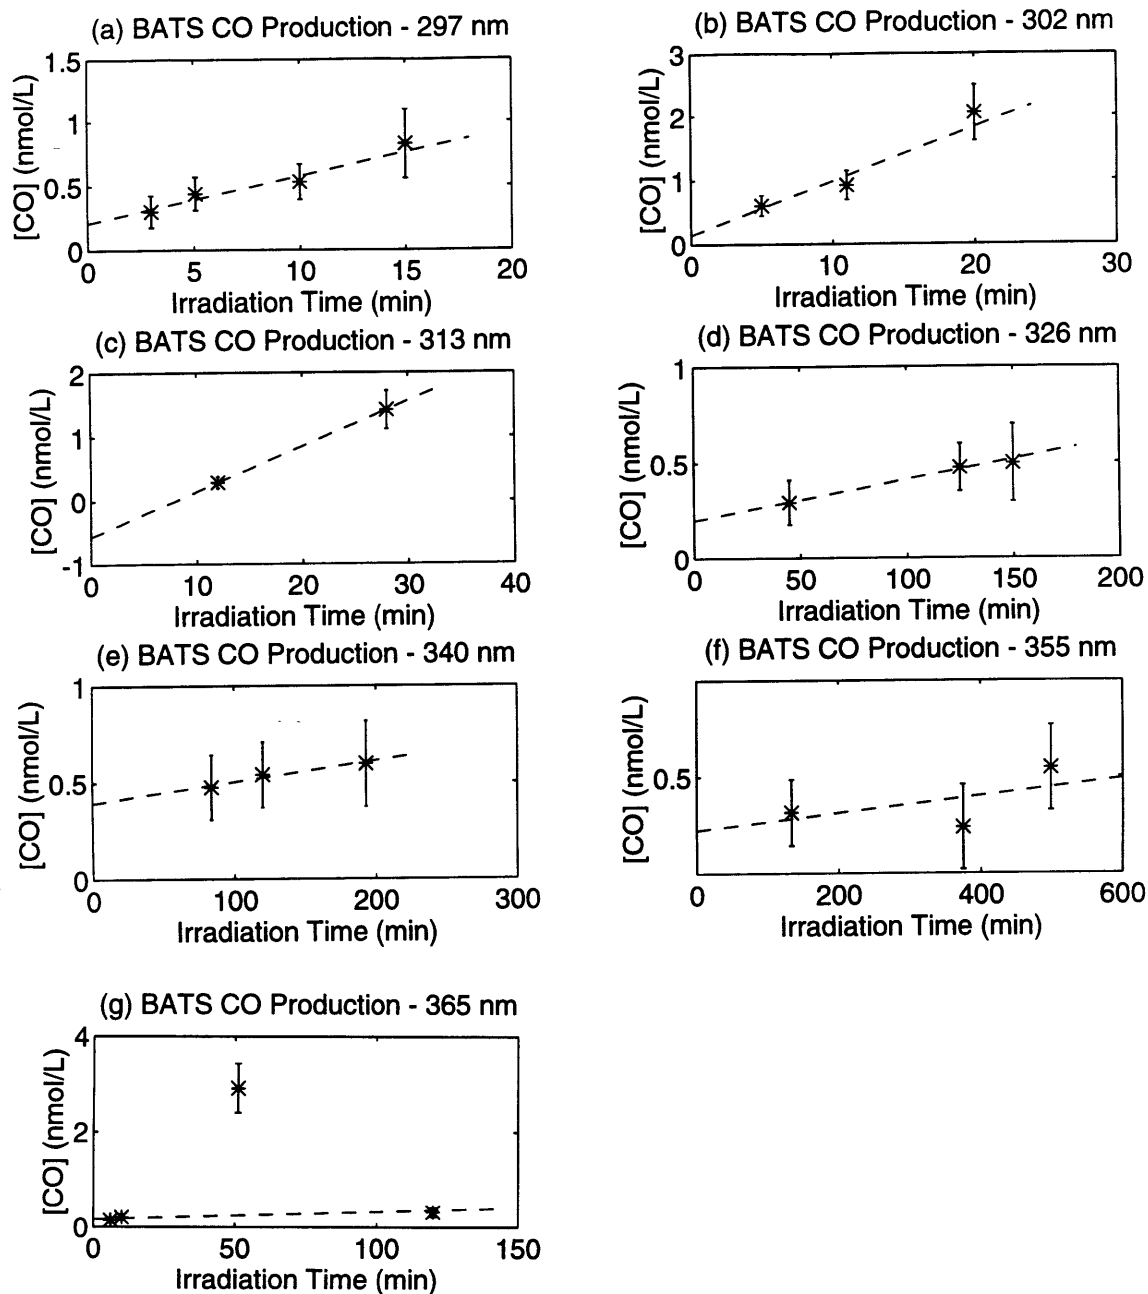 (a) BATS CO Production - 297 nm
[CO] (nmol/L)
1.5
1
0.5
0
0 5 10 15 20
Irradiation Time (min)
(b) BATS CO Production - 302 nm
[CO] (nmol/L)
3
2
1
0
0 10 20 30
Irradiation Time (min)
(c) BATS CO Production - 313 nm
[CO] (nmol/L)
2
1
0
-1
0 10 20 30 40
Irradiation Time (min)
(d) BATS CO Production - 326 nm
[CO] (nmol/L)
1
0.5
0
0 50 100 150 200
Irradiation Time (min)
(e) BATS CO Production - 340 nm
[CO] (nmol/L)
1
0.5
0
0 100 200 300
Irradiation Time (min)
(f) BATS CO Production - 355 nm
[CO] (nmol/L)
0.5
0 200 400 600
Irradiation Time (min)
(g) BATS CO Production - 365 nm
[CO] (nmol/L)
4
2
0
0 50 100 150
Irradiation Time (min)